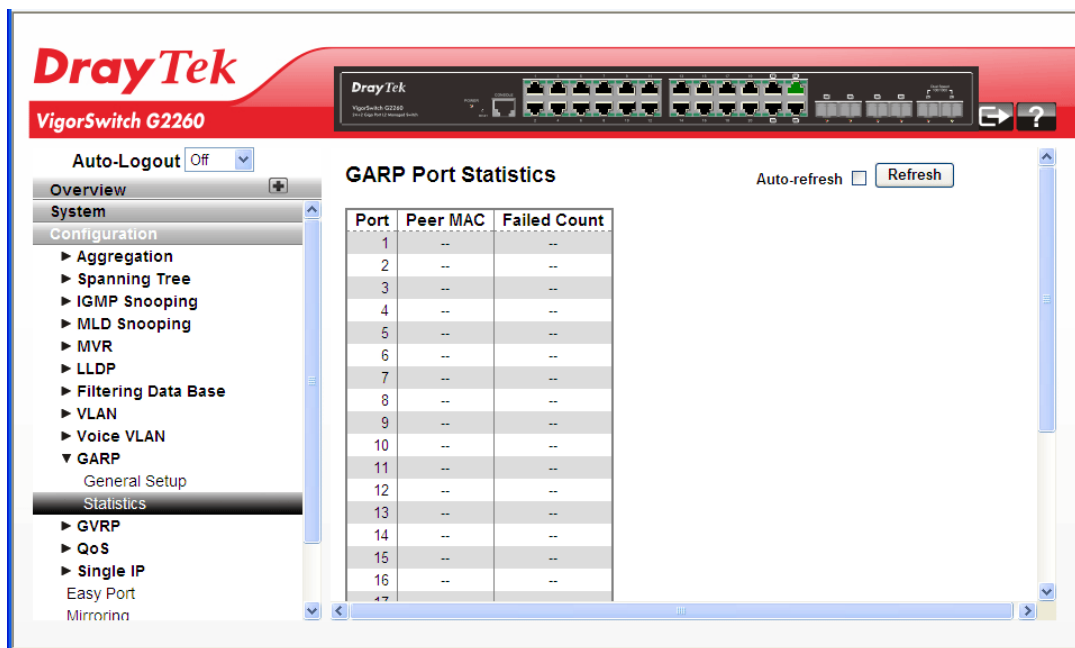 DrayTek
VigorSwitch G2260
DrayTek
VigorSwitch G2260
CONSOLE
POWER
Auto-Logout Off
Overview
System
Configuration
Aggregation
Spanning Tree
IGMP Snooping
MLD Snooping
MVR
LLDP
Filtering Data Base
VLAN
Voice VLAN
GARP
General Setup
Statistics
GVRP
QoS
Single IP
Easy Port
Mirroring
GARP Port Statistics
Auto-refresh Refresh
Port Peer MAC Failed Count
1 -- --
2 -- --
3 -- --
4 -- --
5 -- --
6 -- --
7 -- --
8 -- --
9 -- --
10 -- --
11 -- --
12 -- --
13 -- --
14 -- --
15 -- --
16 -- --
17